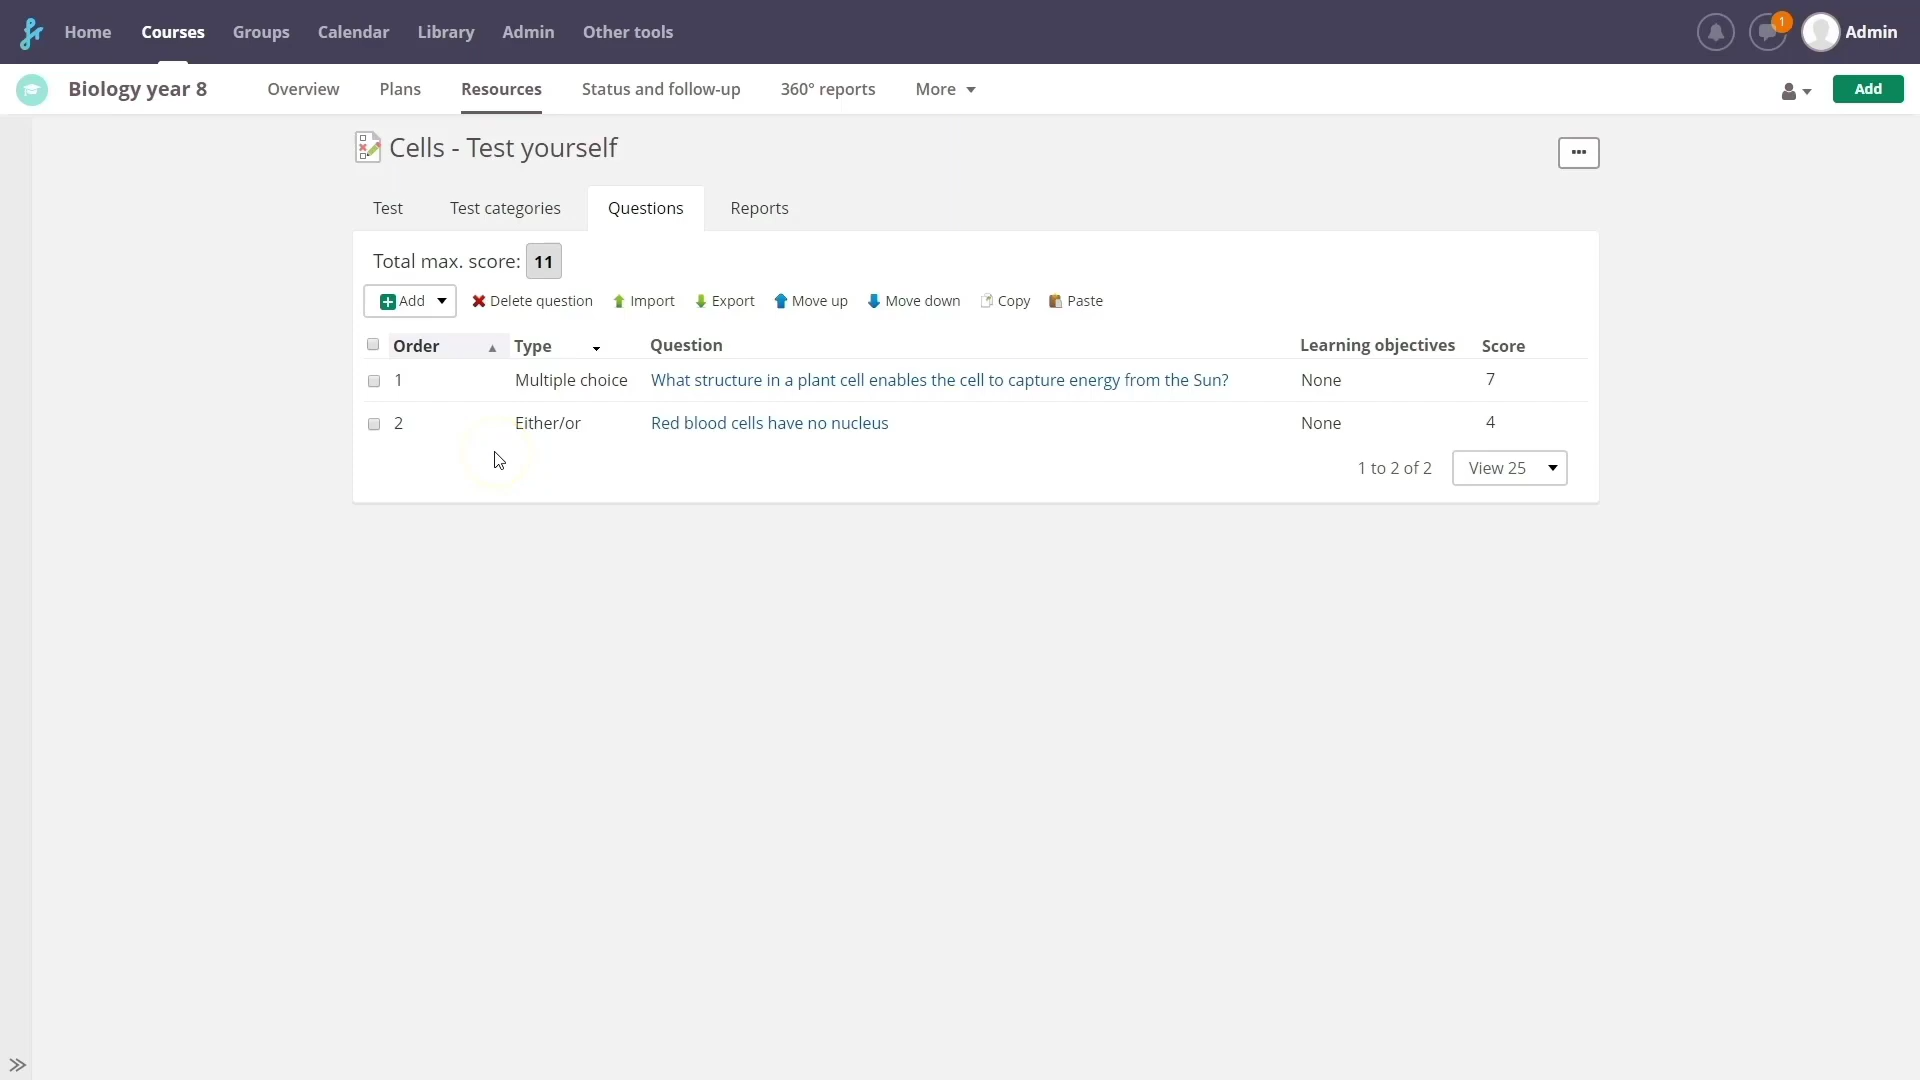 Home Courses Groups Calendar Library Admin Other tools 1 Admin
Biology year 8 Overview Plans Resources Status and follow-up 360° reports More Add
Cells - Test yourself
Test Test categories Questions Reports
Total max. score: 11
Add Delete question Import Export Move up Move down Copy Paste
Order Type Question Learning objectives Score
1 Multiple choice What structure in a plant cell enables the cell to capture energy from the Sun? None 7
2 Either/or Red blood cells have no nucleus None 4
1 to 2 of 2 View 25